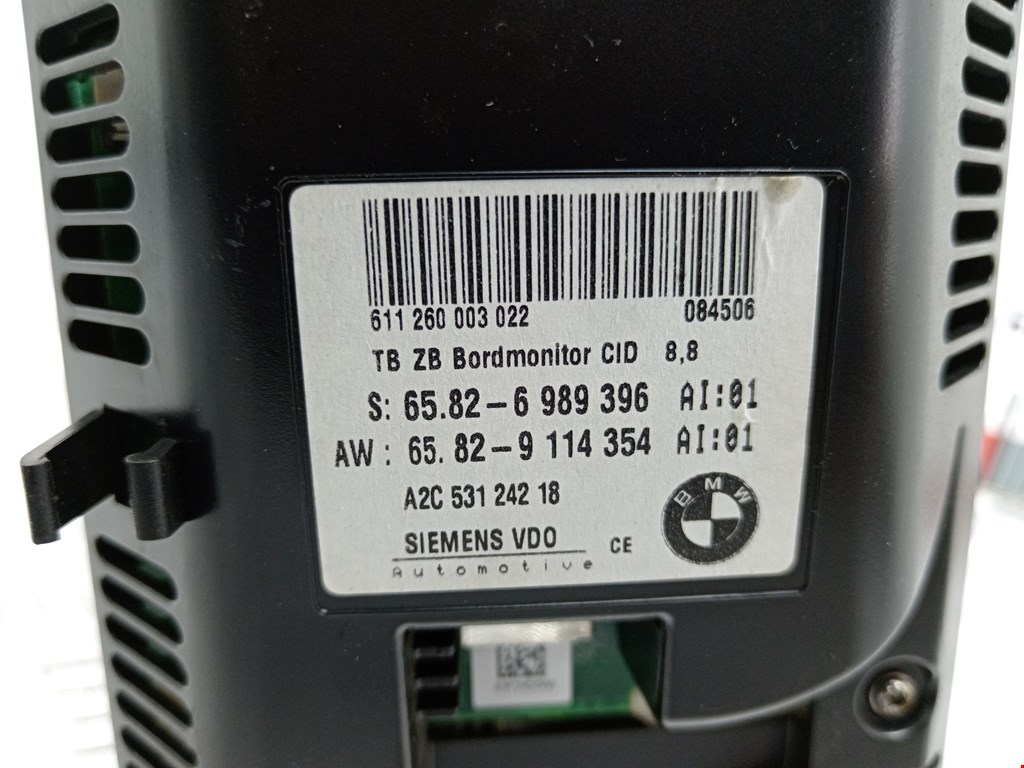 611 260 003 022 084506
TB ZB Bordmonitor CID 8,8
S: 65.82-6 989 396 AI:01
AW: 65.82-9 114 354 AI:01
A2C 531 242 18
BMW
SIEMENS VDO CE
Automotive